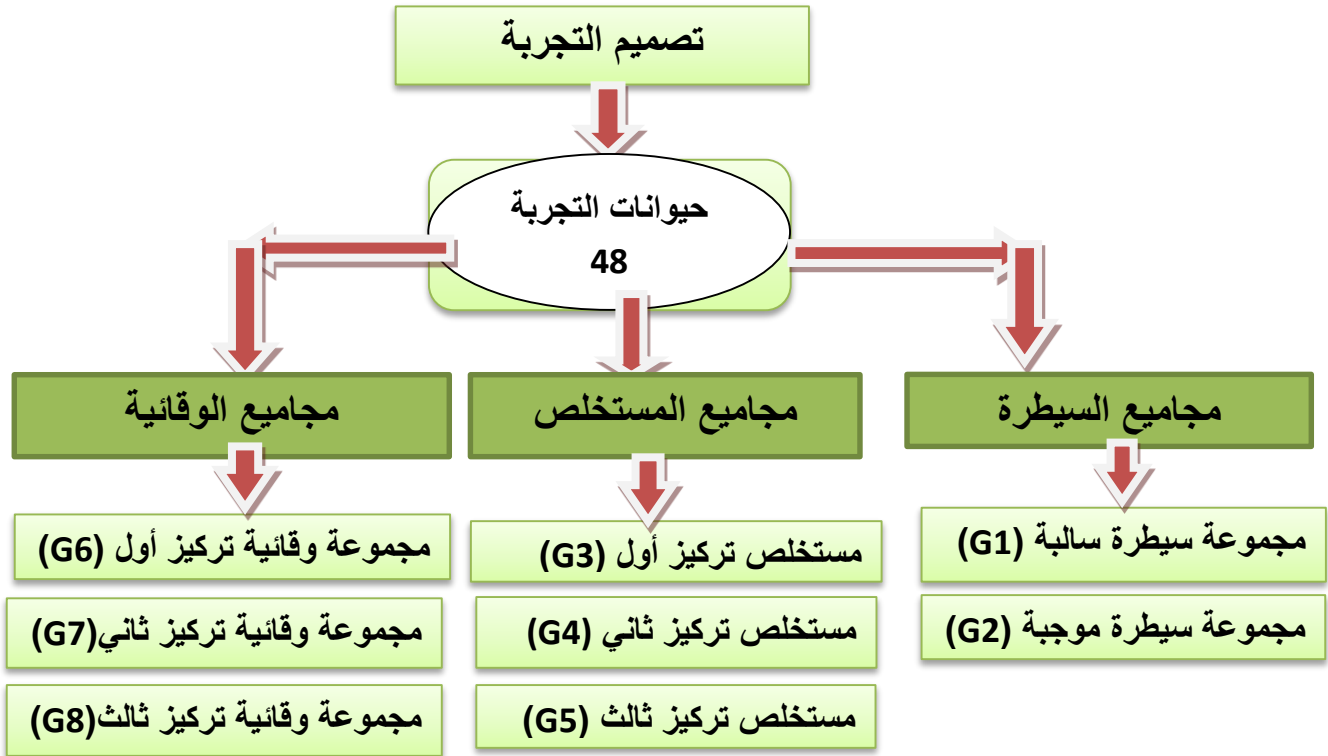 تصميم التجربة
حيوانات التجربة
48
مجاميع السيطرة
مجاميع المستخلص
مجاميع الوقائية
مجموعة سيطرة سالبة (G1)
مستخلص تركيز أول (G3)
مجموعة وقائية تركيز أول (G6)
مجموعة سيطرة موجبة (G2)
مستخلص تركيز ثاني (G4)
مجموعة وقائية تركيز ثاني(G7)
مستخلص تركيز ثالث (G5)
مجموعة وقائية تركيز ثالث(G8)